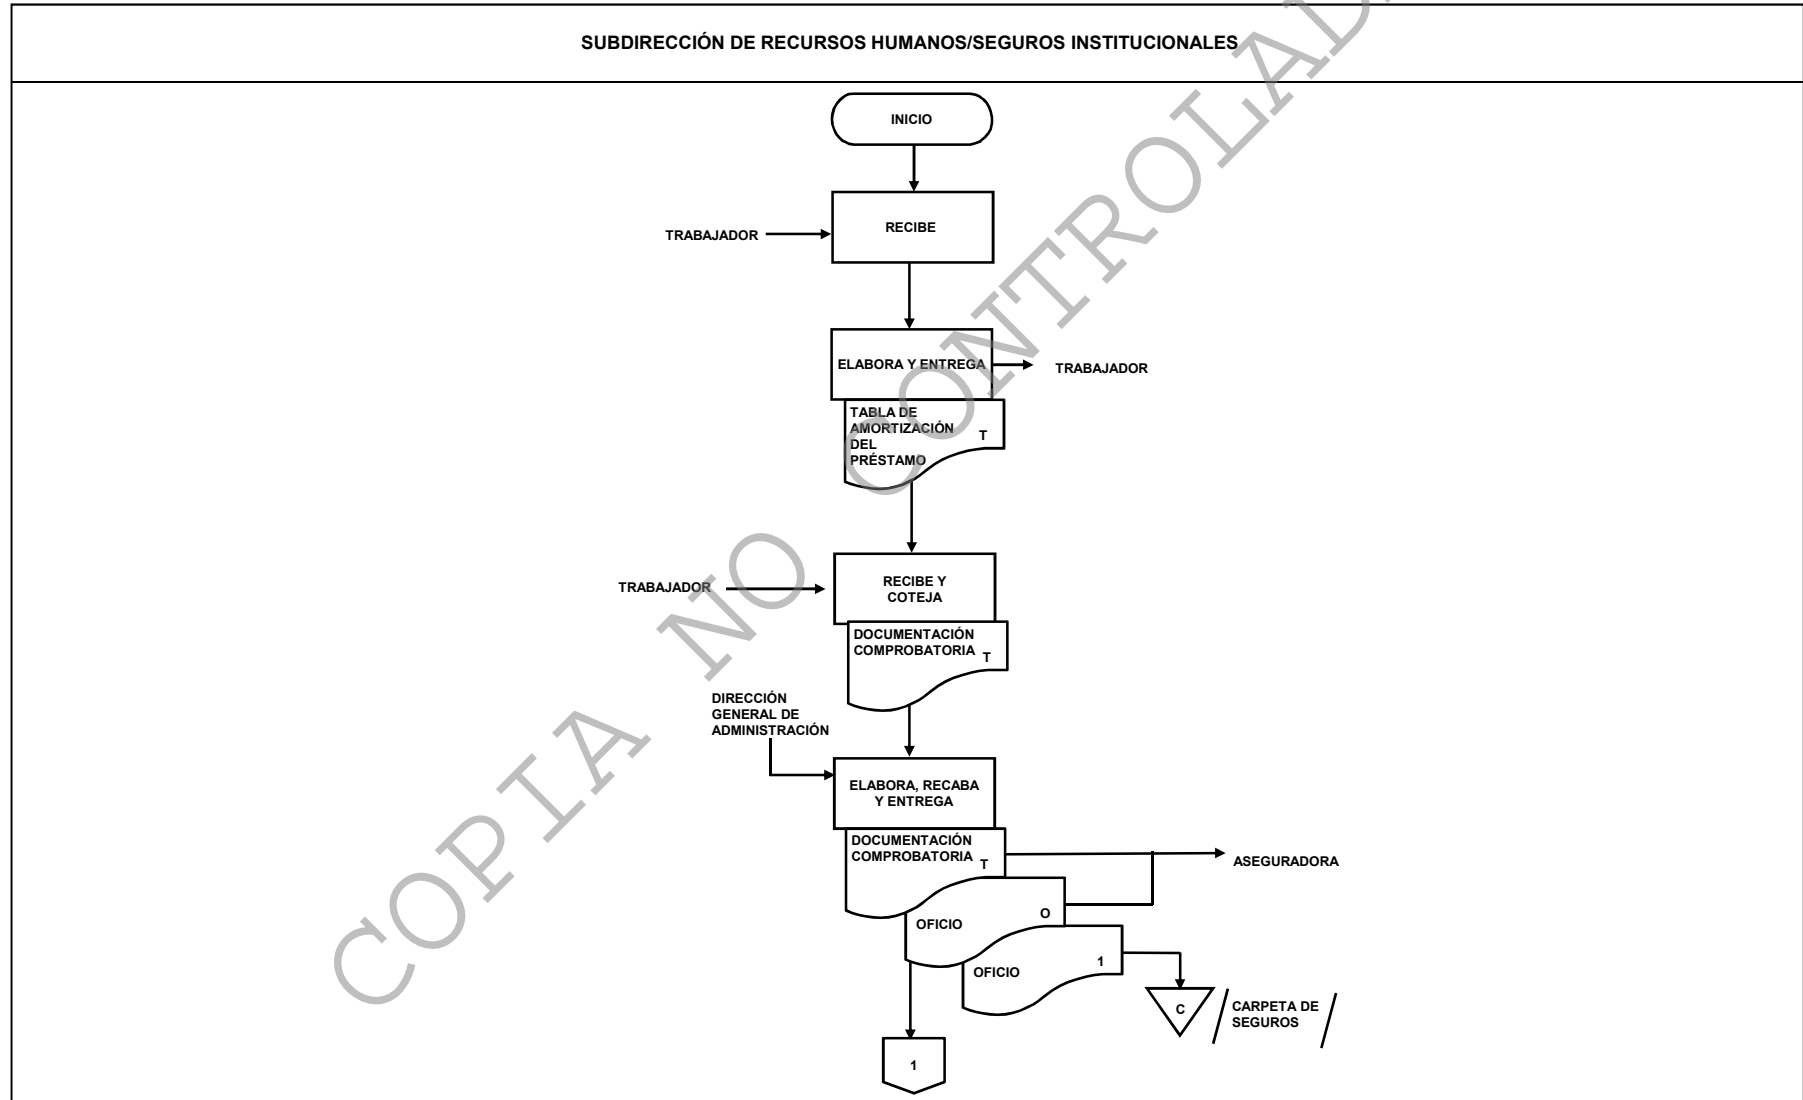 SUBDIRECCIÓN DE RECURSOS HUMANOS/SEGUROS INSTITUCIONALES
INICIO
RECIBE
TRABAJADOR
ELABORA Y ENTREGA
TRABAJADOR
TABLA DE
AMORTIZACIÓN T
DEL
PRÉSTAMO
RECIBE Y
COTEJA
TRABAJADOR
DOCUMENTACIÓN
COMPROBATORIA T
DIRECCIÓN
GENERAL DE
ADMINISTRACIÓN
ELABORA, RECABA
Y ENTREGA
DOCUMENTACIÓN
COMPROBATORIA T
ASEGURADORA
OFICIO O
OFICIO 1
C
CARPETA DE
SEGUROS
1
COPIA NO CONTROLAD